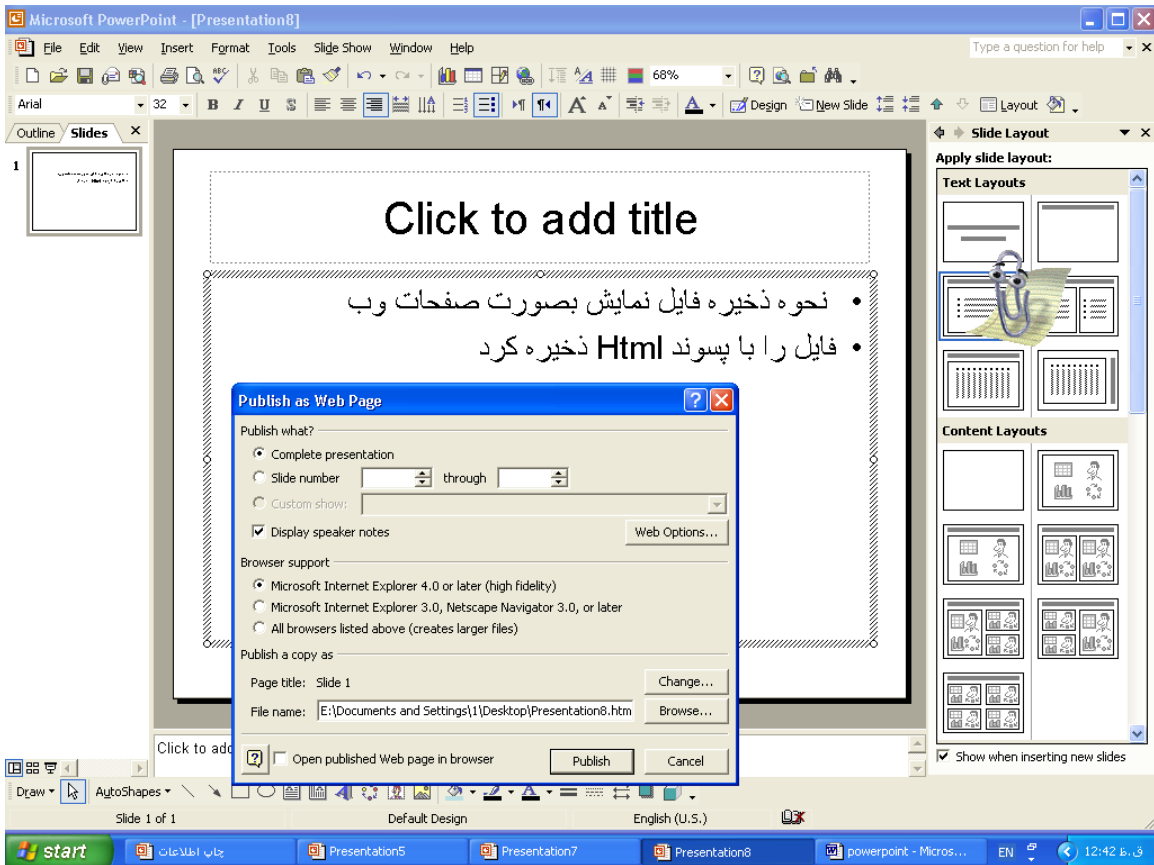 Microsoft PowerPoint - [Presentation8]
File Edit View Insert Format Tools Slide Show Window Help Type a question for help
68%
Arial 32 B I U S A A A Design New Slide Layout
Outline Slides
Slide Layout
1
Apply slide layout:
Text Layouts
Click to add title
نحوه ذخیره فایل نمایش بصورت صفحات وب
فایل را با پسوند Html ذخیره کرد
Publish as Web Page
Publish what?
Complete presentation
Slide number through
Custom show:
Display speaker notes Web Options...
Browser support
Microsoft Internet Explorer 4.0 or later (high fidelity)
Microsoft Internet Explorer 3.0, Netscape Navigator 3.0, or later
All browsers listed above (creates larger files)
Publish a copy as
Page title: Slide 1 Change...
File name: E:\Documents and Settings\1\Desktop\Presentation8.htm Browse...
Open published Web page in browser Publish Cancel
Content Layouts
Click to add
Show when inserting new slides
Draw AutoShapes
Slide 1 of 1 Default Design English (U.S.)
start چاپ اطلاعات Presentation5 Presentation7 Presentation8 powerpoint - Micros... EN 12:42 ق.ظ